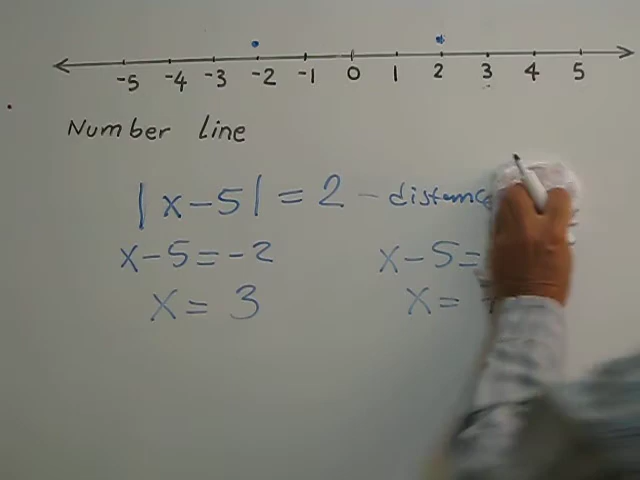 -5 -4 -3 -2 -1 0 1 2 3 4 5
Number Line
|x-5| = 2 - distance
x-5=-2 x-5=
x = 3 x =